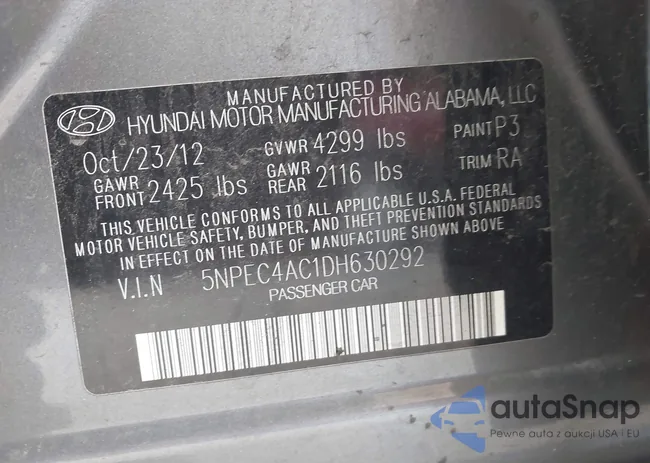 MANUFACTURED BY
HYUNDAI MOTOR MANUFACTURING ALABAMA, LLC
Oct/23/12 GVWR 4299 lbs PAINT P3
GAWR FRONT 2425 lbs GAWR REAR 2116 lbs TRIM RA
THIS VEHICLE CONFORMS TO ALL APPLICABLE U.S.A. FEDERAL
MOTOR VEHICLE SAFETY, BUMPER, AND THEFT PREVENTION STANDARDS
IN EFFECT ON THE DATE OF MANUFACTURE SHOWN ABOVE
V.I.N 5NPEC4AC1DH630292
PASSENGER CAR
autaSnap
Pewne auta z aukcji USA i EU